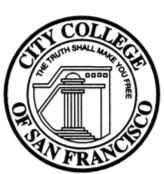 CITY COLLEGE
THE TRUTH SHALL MAKE YOU FREE
OF SAN FRANCISCO